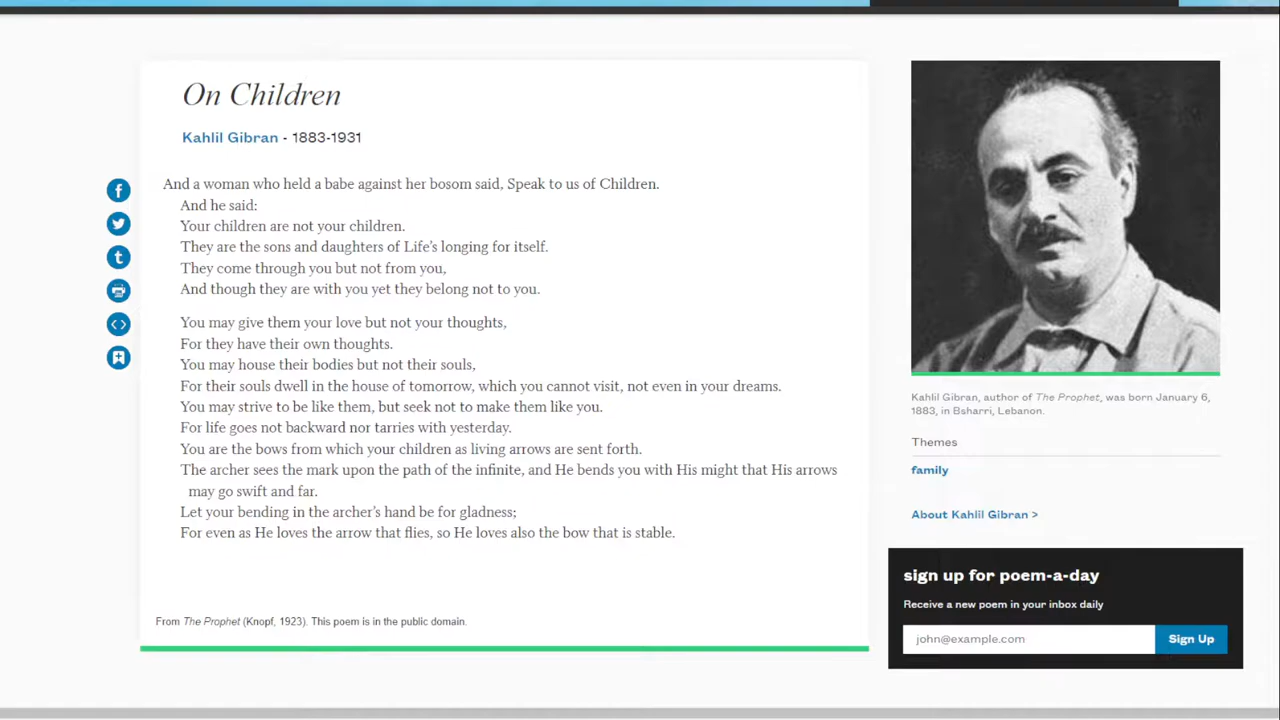 On Children
Kahlil Gibran - 1883-1931
And a woman who held a babe against her bosom said, Speak to us of Children.
And he said:
Your children are not your children.
They are the sons and daughters of Life's longing for itself.
They come through you but not from you,
And though they are with you yet they belong not to you.
You may give them your love but not your thoughts,
For they have their own thoughts.
You may house their bodies but not their souls,
For their souls dwell in the house of tomorrow, which you cannot visit, not even in your dreams.
You may strive to be like them, but seek not to make them like you.
For life goes not backward nor tarries with yesterday.
You are the bows from which your children as living arrows are sent forth.
The archer sees the mark upon the path of the infinite, and He bends you with His might that His arrows
may go swift and far.
Let your bending in the archer's hand be for gladness;
For even as He loves the arrow that flies, so He loves also the bow that is stable.
From The Prophet (Knopf, 1923). This poem is in the public domain.
Kahlil Gibran, author of The Prophet, was born January 6,
1883, in Bsharri, Lebanon.
Themes
family
About Kahlil Gibran >
sign up for poem-a-day
Receive a new poem in your inbox daily
john@example.com
Sign Up